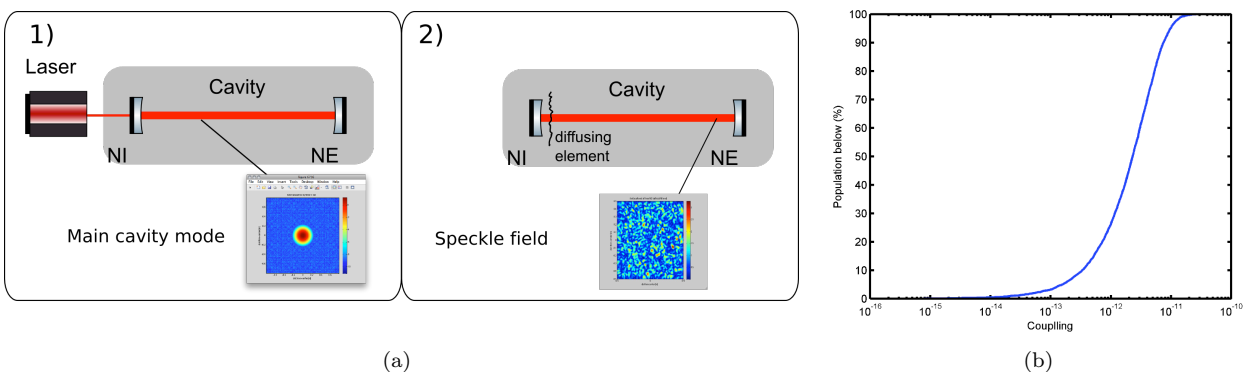 1)
Laser
Cavity
NI
NE
Main cavity mode
2)
Cavity
diffusing
element
NI
NE
Speckle field
(a)
Population below (%)
100
90
80
70
60
50
40
30
20
10
0
10^-16
10^-15
10^-14
10^-13
10^-12
10^-11
10^-10
Couplling
(b)